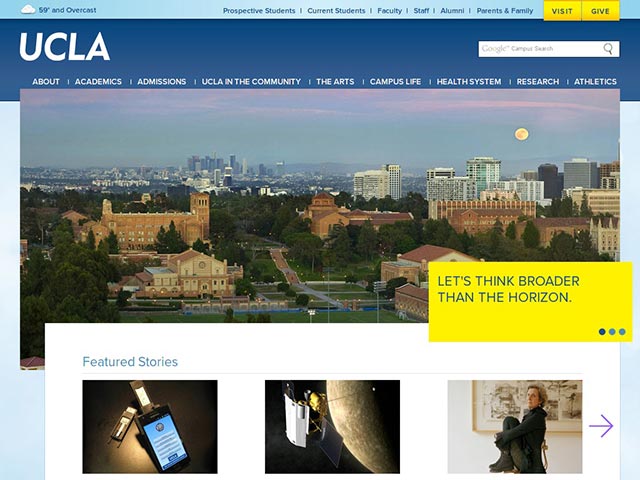 59° and Overcast
Prospective Students | Current Students | Faculty | Staff | Alumni | Parents & Family
VISIT
GIVE
UCLA
Google™ Campus Search
ABOUT | ACADEMICS | ADMISSIONS | UCLA IN THE COMMUNITY | THE ARTS | CAMPUS LIFE | HEALTH SYSTEM | RESEARCH | ATHLETICS
LET'S THINK BROADER
THAN THE HORIZON.
Featured Stories